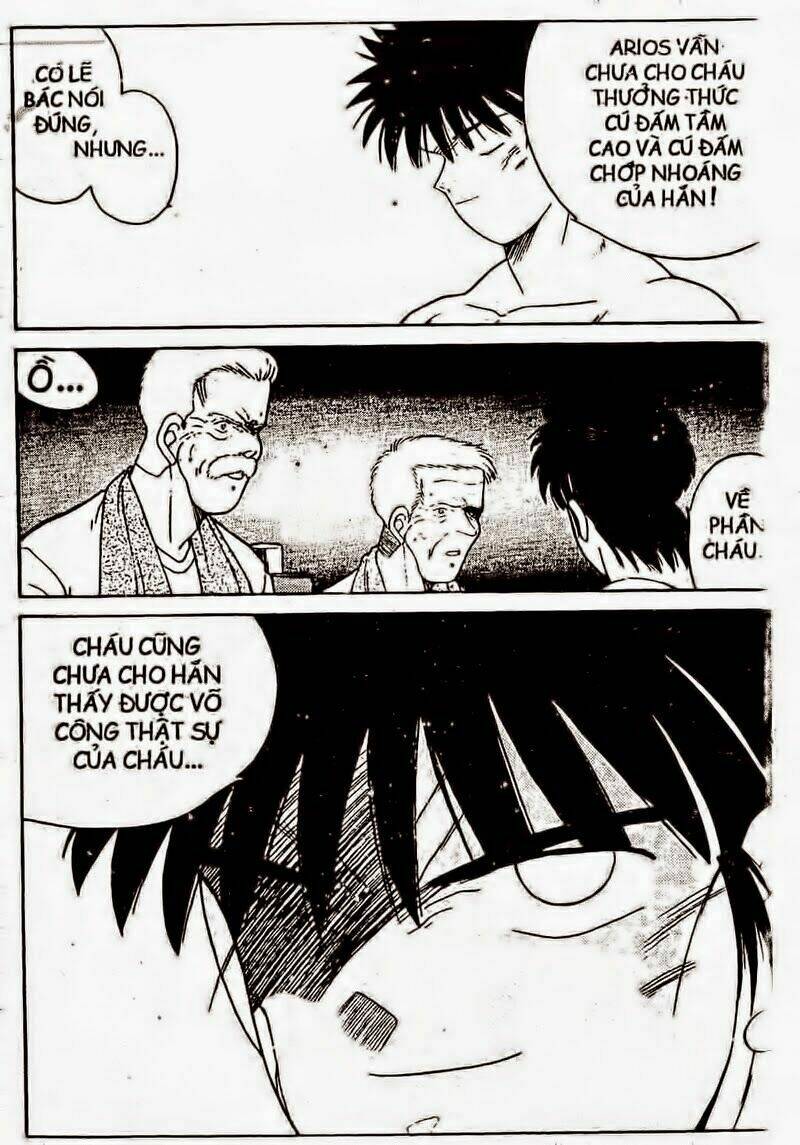 CÓ LẼ
BÁC NÓI
ĐÚNG,
NHƯNG...
ARIOS VẪN
CHƯA CHO CHÁU
THƯỞNG THỨC
CÚ ĐẤM TẦM
CAO VÀ CÚ ĐẤM
CHỚP NHOÁNG
CỦA HẮN!
Ồ...
VỀ
PHẦN
CHÁU.
CHÁU CŨNG
CHƯA CHO HẮN
THẤY ĐƯỢC VÕ
CÔNG THẬT SỰ
CỦA CHÁU...